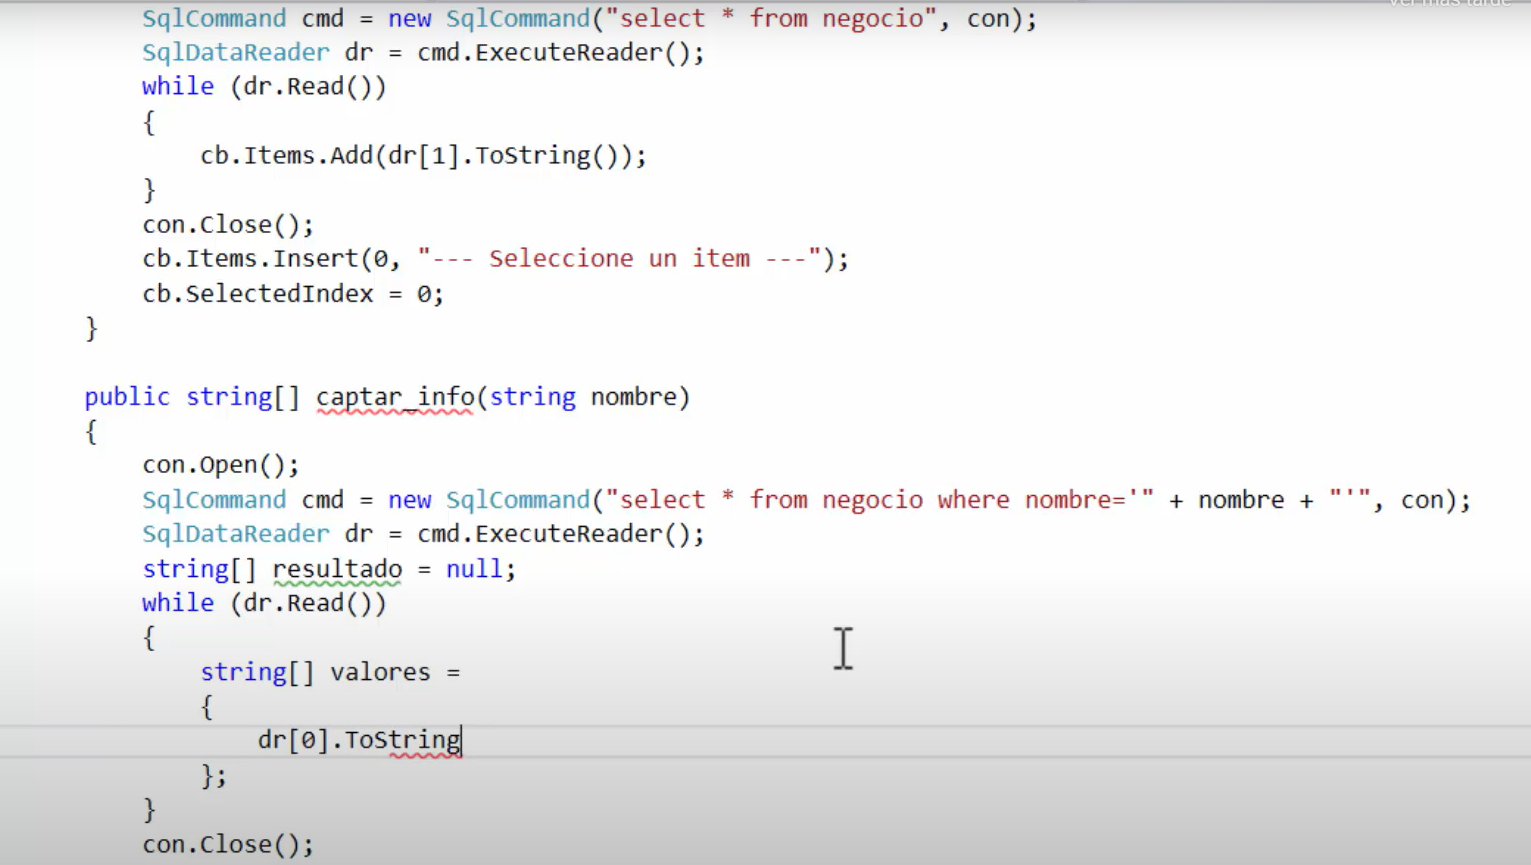 Ver más tarde
SqlCommand cmd = new SqlCommand("select * from negocio", con);
SqlDataReader dr = cmd.ExecuteReader();
while (dr.Read())
{
cb.Items.Add(dr[1].ToString());
}
con.Close();
cb.Items.Insert(0, "--- Seleccione un item ---");
cb.SelectedIndex = 0;
}
public string[] captar_info(string nombre)
{
con.Open();
SqlCommand cmd = new SqlCommand("select * from negocio where nombre='" + nombre + "'", con);
SqlDataReader dr = cmd.ExecuteReader();
string[] resultado = null;
while (dr.Read())
{
string[] valores =
{
dr[0].ToString
};
}
con.Close();